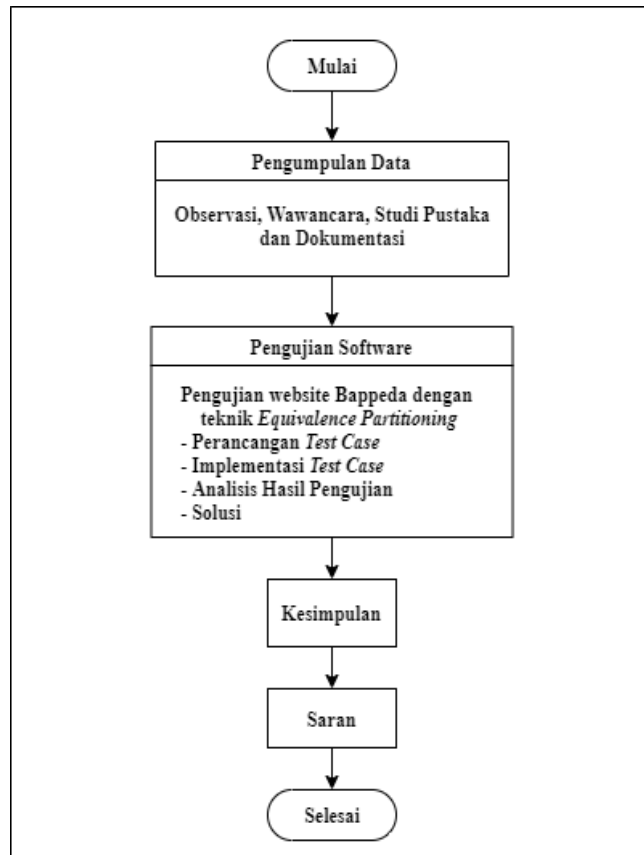 Mulai
Pengumpulan Data
Observasi, Wawancara, Studi Pustaka
dan Dokumentasi
Pengujian Software
Pengujian website Bappeda dengan
teknik Equivalence Partitioning
- Perancangan Test Case
- Implementasi Test Case
- Analisis Hasil Pengujian
- Solusi
Kesimpulan
Saran
Selesai